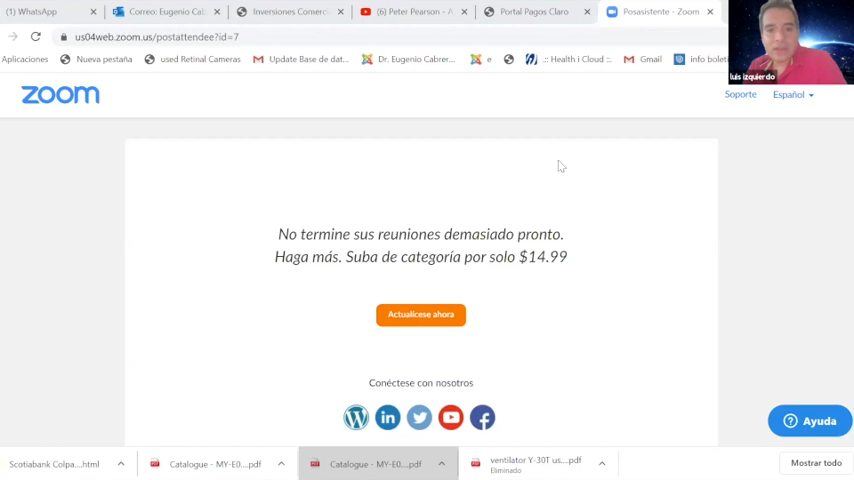 (1) WhatsApp
Correo: Eugenio Cab
Inversiones Comerci
(6) Peter Pearson - A
Portal Pagos Claro
Posasistente - Zoom
us04web.zoom.us/postattendee?id=7
Aplicaciones
Nueva pestaña
used Retinal Cameras
Update Base de dat...
Dr. Eugenio Cabrer...
e
.:: Health i Cloud ::.
Gmail
info boleti
luis izquierdo
zoom
Soporte
Español
No termine sus reuniones demasiado pronto.
Haga más. Suba de categoría por solo $14.99
Actualícese ahora
Conéctese con nosotros
Ayuda
Scotiabank Colpa....html
Catalogue - MY-E0....pdf
Catalogue - MY-E0....pdf
ventilator Y-30T us....pdf
Eliminado
Mostrar todo